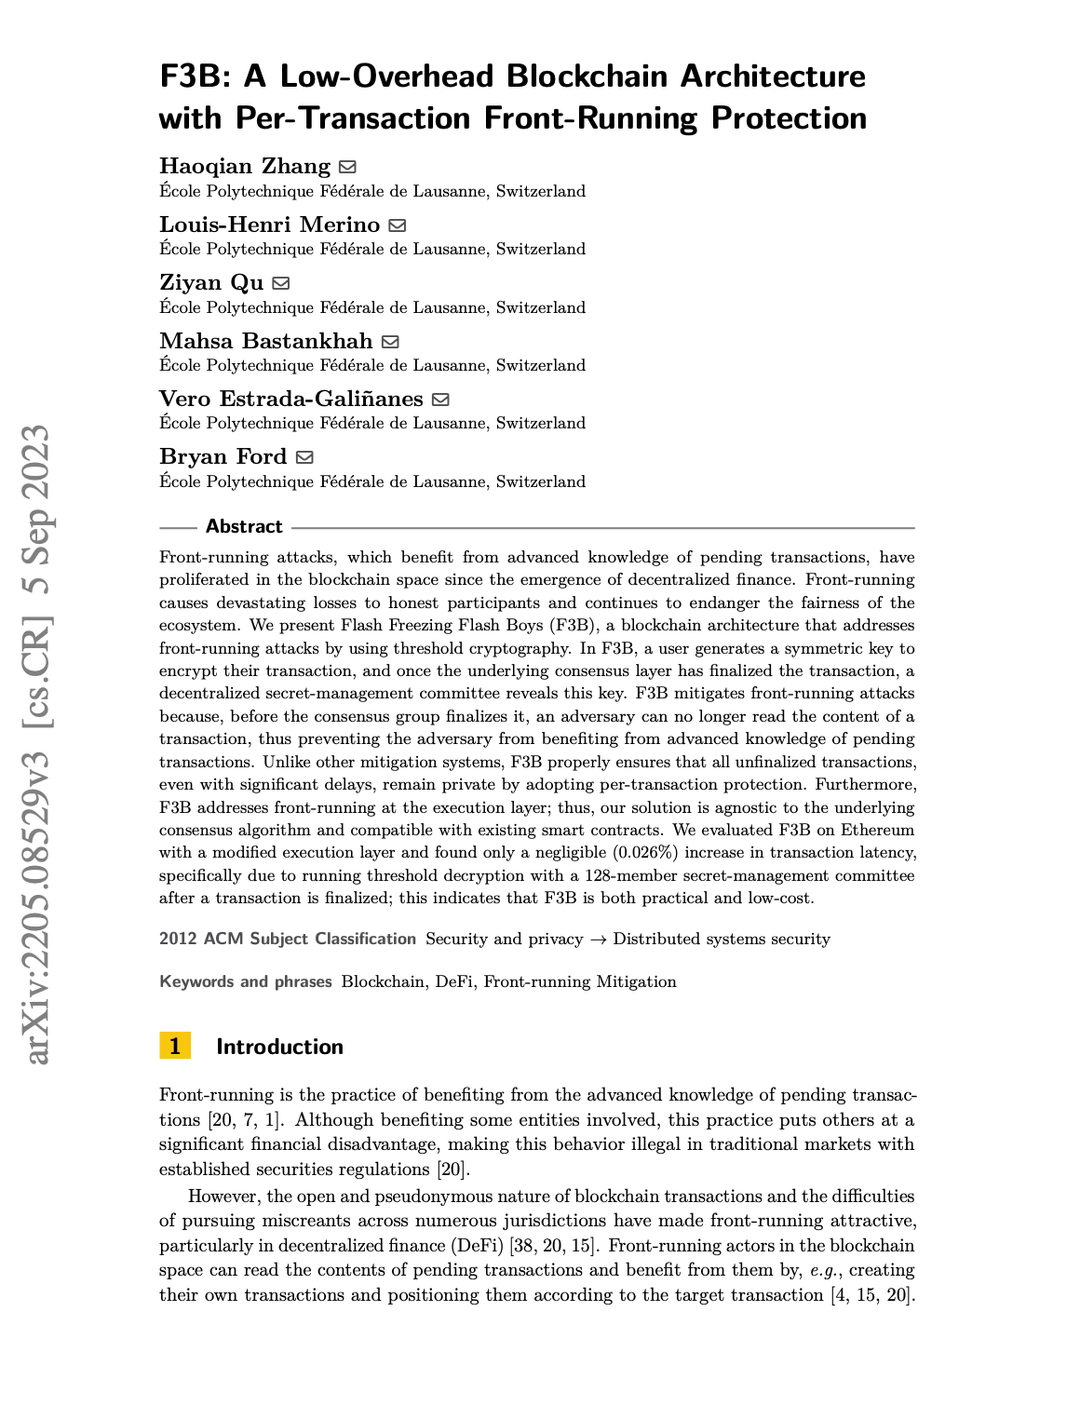 F3B: A Low-Overhead Blockchain Architecture
with Per-Transaction Front-Running Protection
Haoqian Zhang
École Polytechnique Fédérale de Lausanne, Switzerland
Louis-Henri Merino
École Polytechnique Fédérale de Lausanne, Switzerland
Ziyan Qu
École Polytechnique Fédérale de Lausanne, Switzerland
Mahsa Bastankhah
École Polytechnique Fédérale de Lausanne, Switzerland
Vero Estrada-Galiñanes
École Polytechnique Fédérale de Lausanne, Switzerland
Bryan Ford
École Polytechnique Fédérale de Lausanne, Switzerland
Abstract
Front-running attacks, which benefit from advanced knowledge of pending transactions, have
proliferated in the blockchain space since the emergence of decentralized finance. Front-running
causes devastating losses to honest participants and continues to endanger the fairness of the
ecosystem. We present Flash Freezing Flash Boys (F3B), a blockchain architecture that addresses
front-running attacks by using threshold cryptography. In F3B, a user generates a symmetric key to
encrypt their transaction, and once the underlying consensus layer has finalized the transaction, a
decentralized secret-management committee reveals this key. F3B mitigates front-running attacks
because, before the consensus group finalizes it, an adversary can no longer read the content of a
transaction, thus preventing the adversary from benefiting from advanced knowledge of pending
transactions. Unlike other mitigation systems, F3B properly ensures that all unfinalized transactions,
even with significant delays, remain private by adopting per-transaction protection. Furthermore,
F3B addresses front-running at the execution layer; thus, our solution is agnostic to the underlying
consensus algorithm and compatible with existing smart contracts. We evaluated F3B on Ethereum
with a modified execution layer and found only a negligible (0.026%) increase in transaction latency,
specifically due to running threshold decryption with a 128-member secret-management committee
after a transaction is finalized; this indicates that F3B is both practical and low-cost.
2012 ACM Subject Classification Security and privacy → Distributed systems security
Keywords and phrases Blockchain, DeFi, Front-running Mitigation
1 Introduction
Front-running is the practice of benefiting from the advanced knowledge of pending transac-
tions [20, 7, 1]. Although benefiting some entities involved, this practice puts others at a
significant financial disadvantage, making this behavior illegal in traditional markets with
established securities regulations [20].
However, the open and pseudonymous nature of blockchain transactions and the difficulties
of pursuing miscreants across numerous jurisdictions have made front-running attractive,
particularly in decentralized finance (DeFi) [38, 20, 15]. Front-running actors in the blockchain
space can read the contents of pending transactions and benefit from them by, e.g., creating
their own transactions and positioning them according to the target transaction [4, 15, 20].
arXiv:2205.08529v3 [cs.CR] 5 Sep 2023